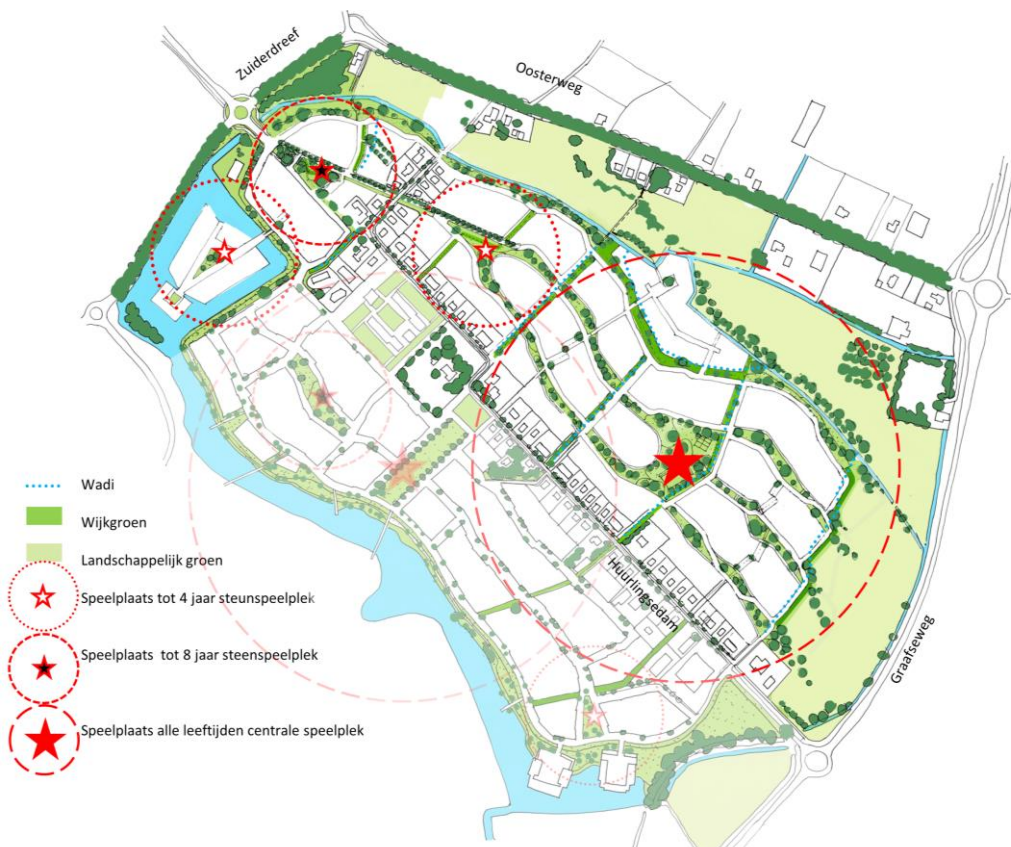 Zuiderdreef
Oosterweg
Wadi
Wijkgroen
Landschappelijk groen
Speelplaats tot 4 jaar steunspeelplek
Huurlingsedam
Speelplaats tot 8 jaar steenspeelplek
Graafseweg
Speelplaats alle leeftijden centrale speelplek